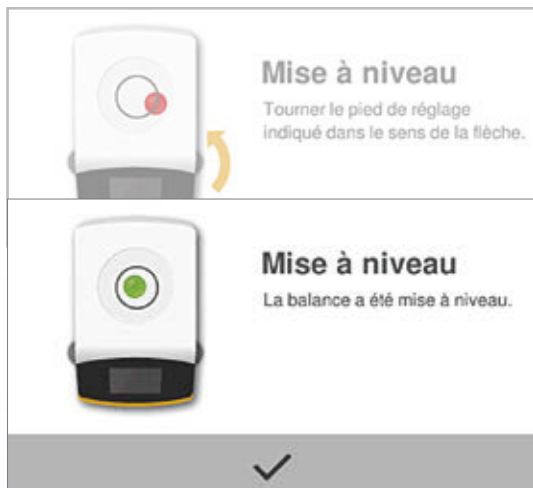 Mise à niveau
Tourner le pied de réglage
indiqué dans le sens de la flèche.
Mise à niveau
La balance a été mise à niveau.